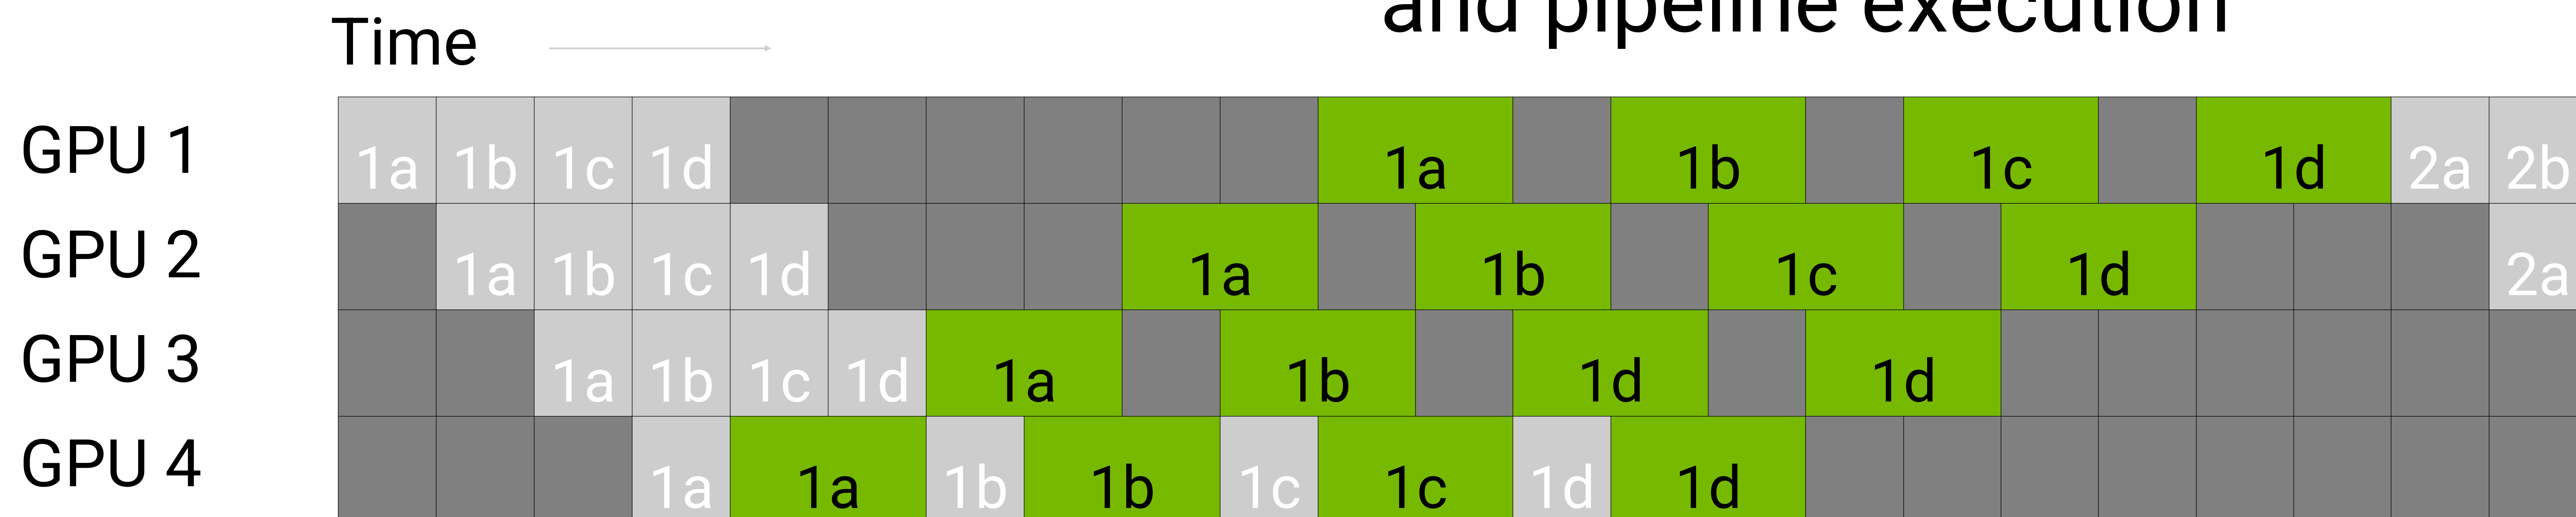 and pipeline execution
Time
GPU 1 1a 1b 1c 1d 1a 1b 1c 1d 2a 2b
GPU 2 1a 1b 1c 1d 1a 1b 1c 1d 2a
GPU 3 1a 1b 1c 1d 1a 1b 1d 1d
GPU 4 1a 1a 1b 1b 1c 1c 1d 1d